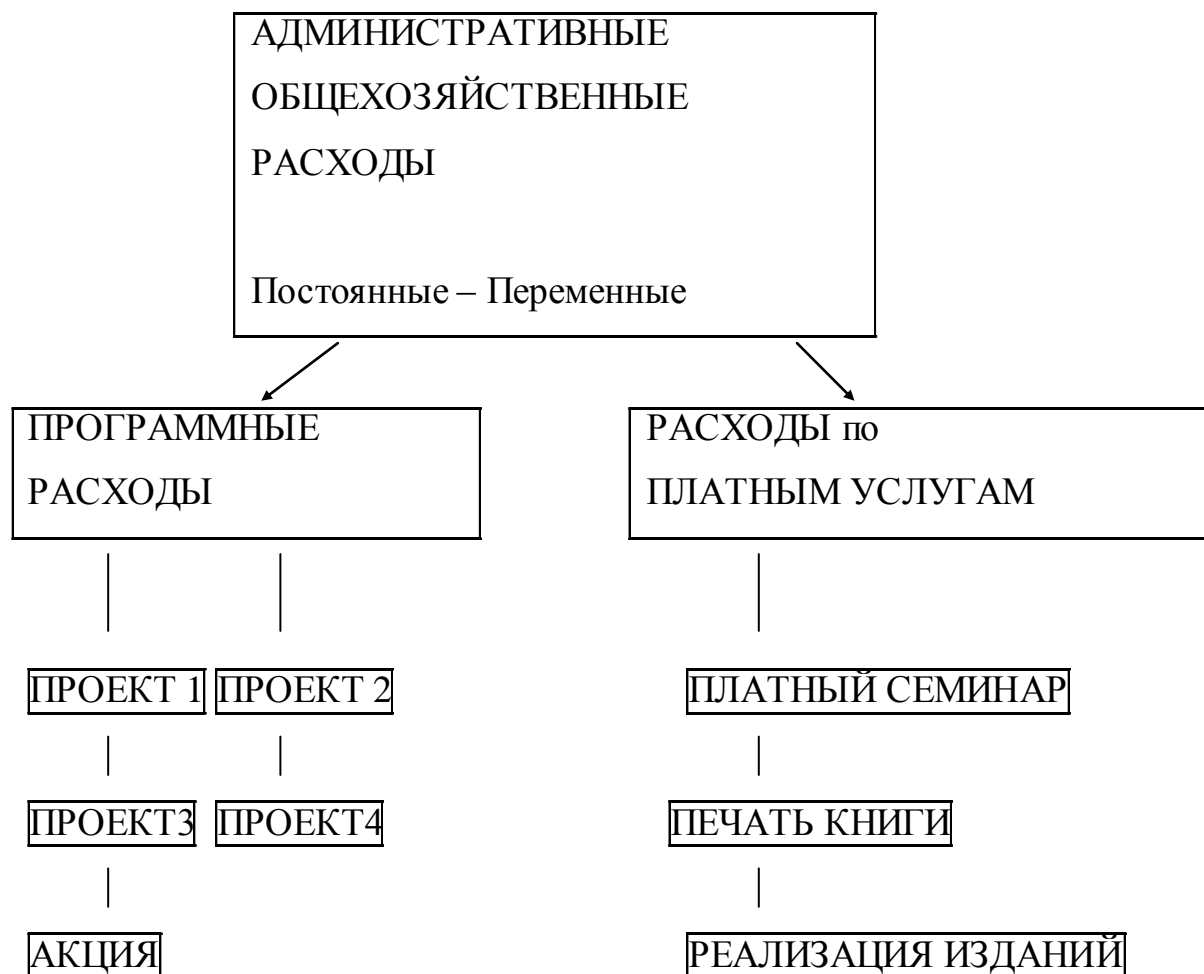 АДМИНИСТРАТИВНЫЕ
ОБЩЕХОЗЯЙСТВЕННЫЕ
РАСХОДЫ
Постоянные – Переменные
ПРОГРАММНЫЕ
РАСХОДЫ
РАСХОДЫ по
ПЛАТНЫМ УСЛУГАМ
ПРОЕКТ 1 ПРОЕКТ 2
ПЛАТНЫЙ СЕМИНАР
ПРОЕКТ3 ПРОЕКТ4
ПЕЧАТЬ КНИГИ
АКЦИЯ
РЕАЛИЗАЦИЯ ИЗДАНИЙ